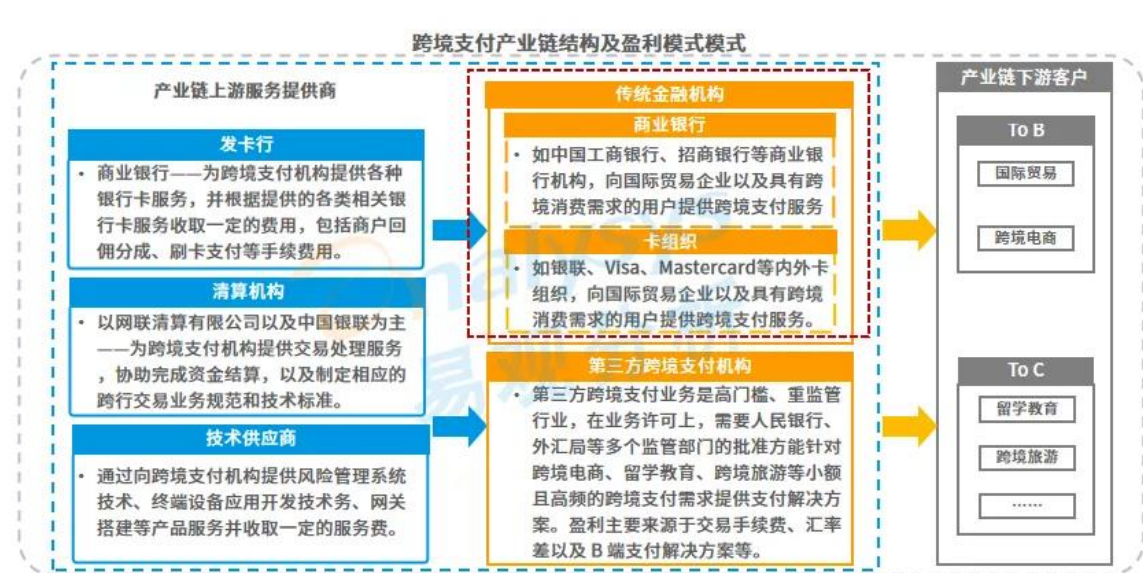 跨境支付产业链结构及盈利模式模式
产业链上游服务提供商
发卡行
• 商业银行——为跨境支付机构提供各种
银行卡服务，并根据提供的各类相关银
行卡服务收取一定的费用，包括商户回
佣分成、刷卡支付等手续费用。
清算机构
• 以网联清算有限公司以及中国银联为主
——为跨境支付机构提供交易处理服务
，协助完成资金结算，以及制定相应的
跨行交易业务规范和技术标准。
技术供应商
• 通过向跨境支付机构提供风险管理系统
技术、终端设备应用开发技术务、网关
搭建等产品服务并收取一定的服务费。
传统金融机构
商业银行
• 如中国工商银行、招商银行等商业银
行机构，向国际贸易企业以及具有跨
境消费需求的用户提供跨境支付服务
卡组织
• 如银联、Visa、Mastercard等内外卡
组织，向国际贸易企业以及具有跨境
消费需求的用户提供跨境支付服务。
第三方跨境支付机构
• 第三方跨境支付业务是高门槛、重监管
行业，在业务许可上，需要人民银行、
外汇局等多个监管部门的批准方能针对
跨境电商、留学教育、跨境旅游等小额
且高频的跨境支付需求提供支付解决方
案。盈利主要来源于交易手续费、汇率
差以及 B 端支付解决方案等。
产业链下游客户
To B
国际贸易
跨境电商
To C
留学教育
跨境旅游
……
nalysys
易观分析